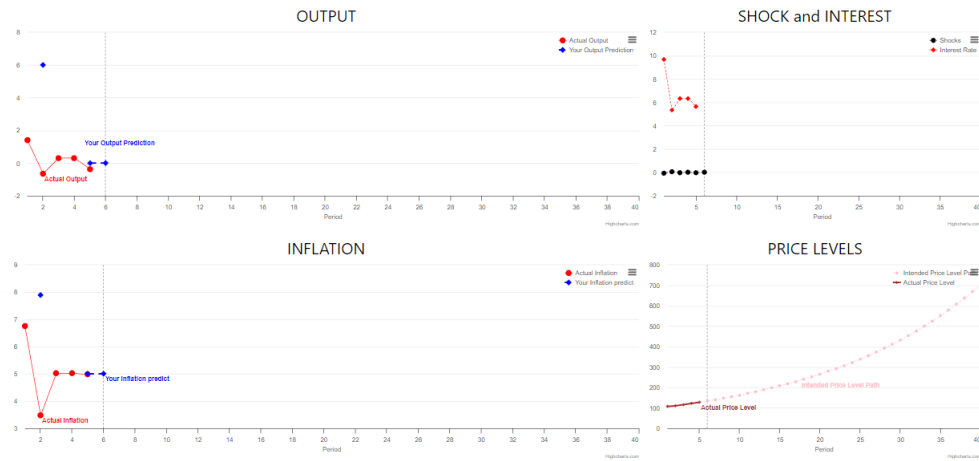 OUTPUT
8
6
4
2
0
-2
Actual Output
Your Output Prediction
Your Output Prediction
Actual Output
2 4 6 8 10 12 14 16 18 20 22 24 26 28 30 32 34 36 38 40
Period
Highcharts.com
SHOCK and INTEREST
12
10
8
6
4
2
0
-2
Shocks
Interest Rate
5 10 15 20 25 30 35 40
Period
Highcharts.com
INFLATION
9
8
7
6
5
4
3
Actual Inflation
Your Inflation predict
Your Inflation predict
Actual Inflation
2 4 6 8 10 12 14 16 18 20 22 24 26 28 30 32 34 36 38 40
Period
Highcharts.com
PRICE LEVELS
800
700
600
500
400
300
200
100
0
Intended Price Level
Actual Price Level
Intended Price Level Path
Actual Price Level
5 10 15 20 25 30 35 40
Period
Highcharts.com